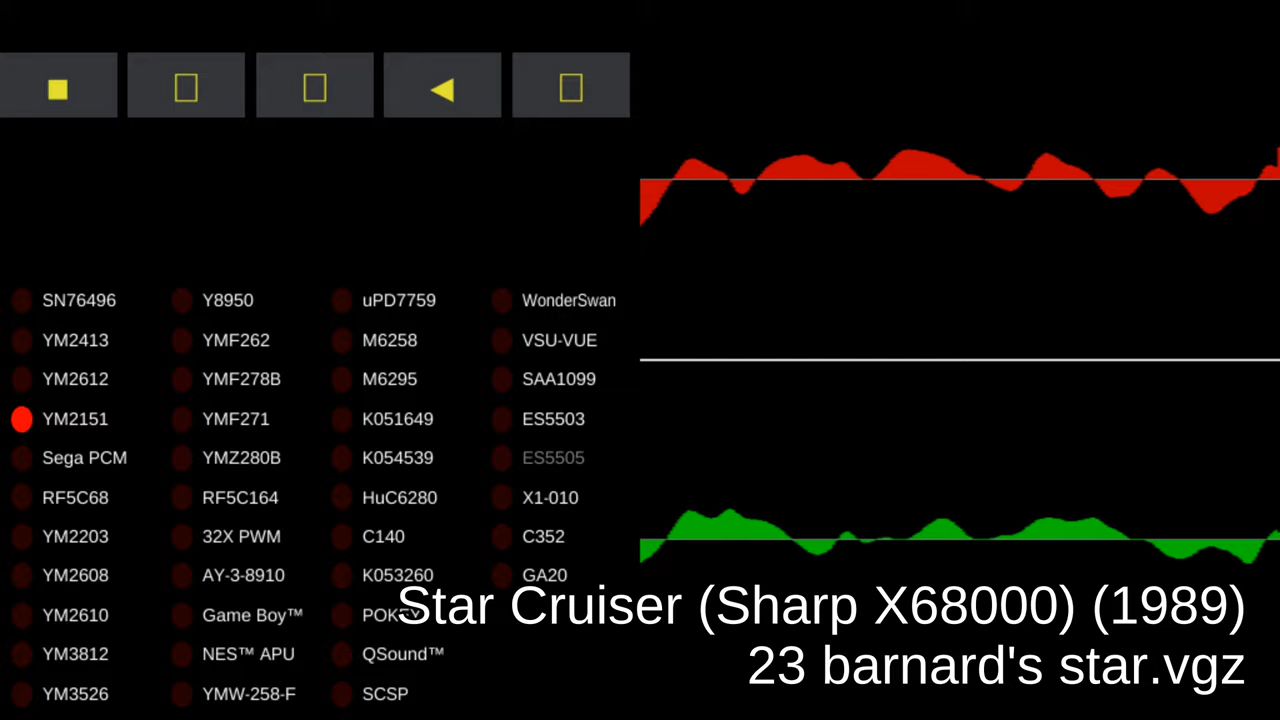 SN76496 Y8950 uPD7759 WonderSwan
YM2413 YMF262 M6258 VSU-VUE
YM2612 YMF278B M6295 SAA1099
YM2151 YMF271 K051649 ES5503
Sega PCM YMZ280B K054539 ES5505
RF5C68 RF5C164 HuC6280 X1-010
YM2203 32X PWM C140 C352
YM2608 AY-3-8910 K053260 GA20
YM2610 Game Boy™ POKEY
YM3812 NES™ APU QSound™
YM3526 YMW-258-F SCSP
Star Cruiser (Sharp X68000) (1989)
23 barnard's star.vgz